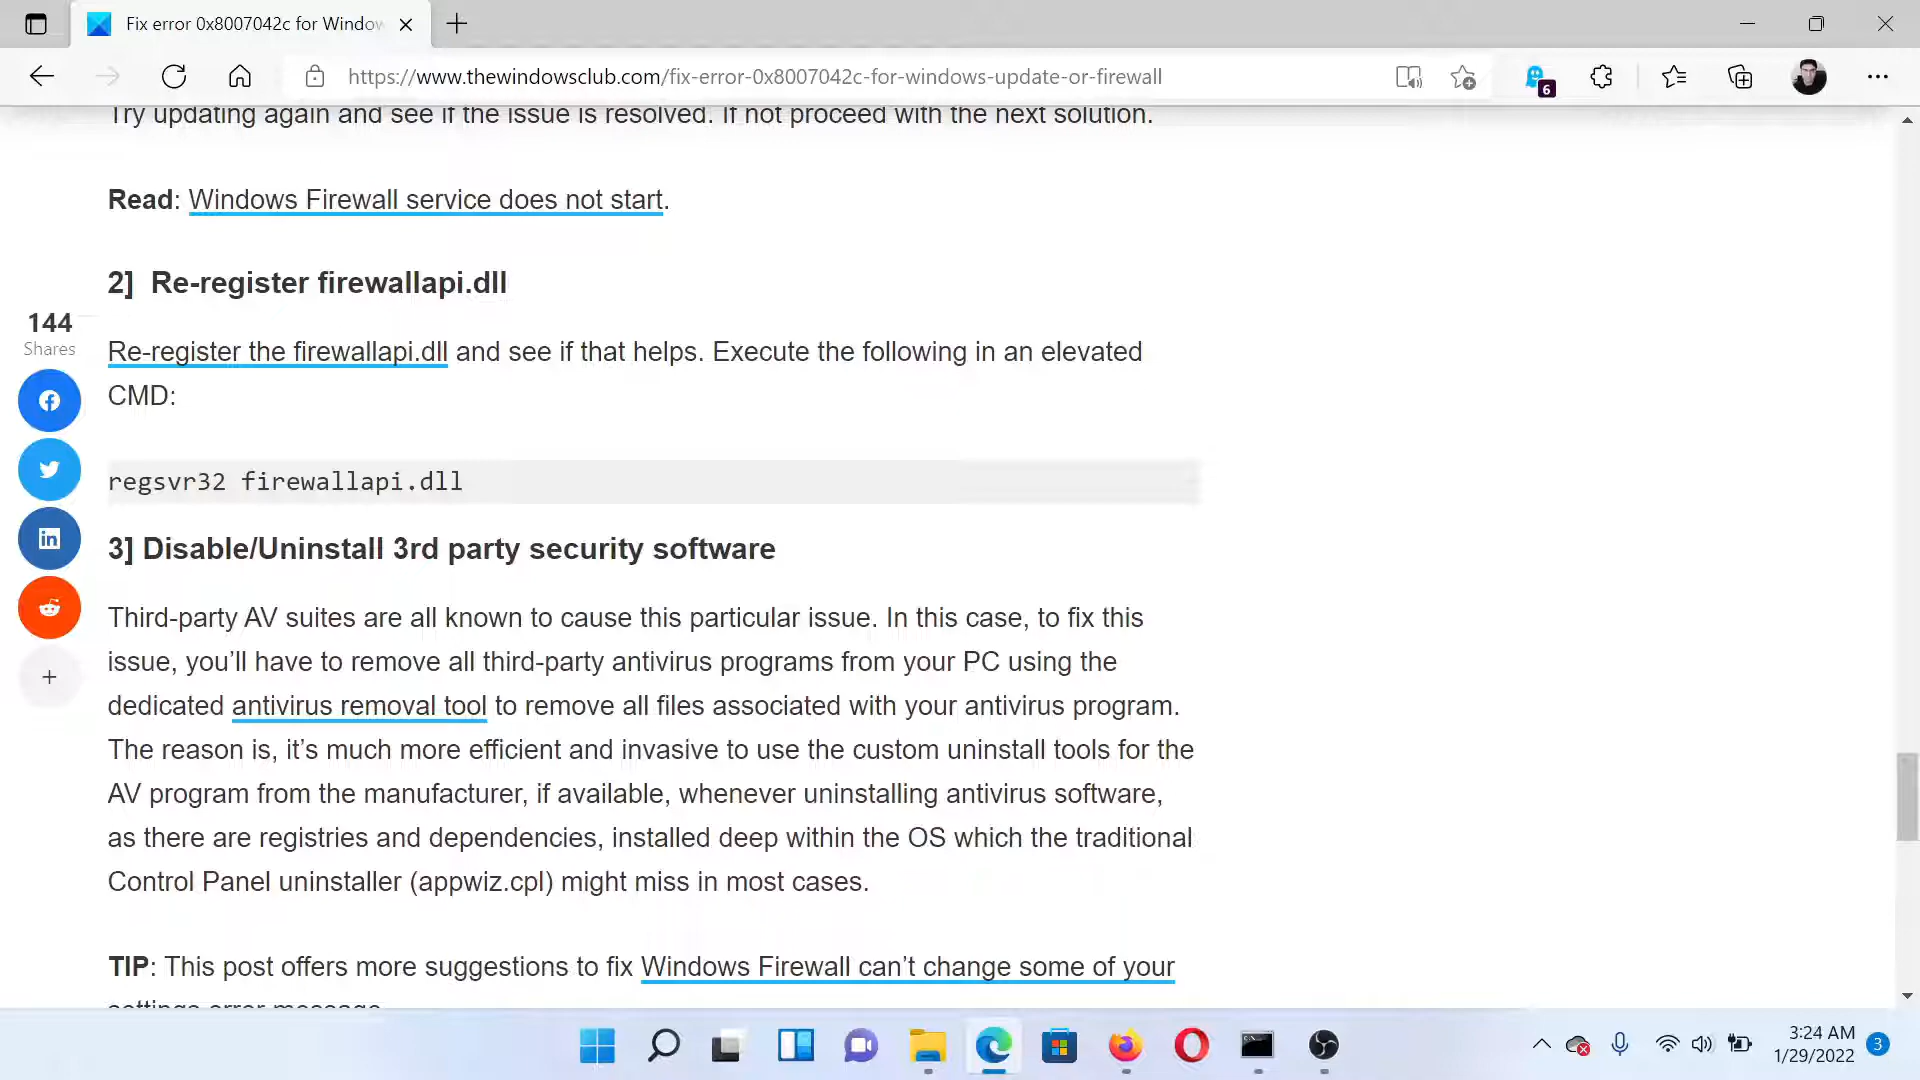 Fix error 0x8007042c for Window
https://www.thewindowsclub.com/fix-error-0x8007042c-for-windows-update-or-firewall
6
Try updating again and see if the issue is resolved. If not proceed with the next solution.
Read: Windows Firewall service does not start.
2] Re-register firewallapi.dll
144
Shares
Re-register the firewallapi.dll and see if that helps. Execute the following in an elevated
CMD:
regsvr32 firewallapi.dll
3] Disable/Uninstall 3rd party security software
Third-party AV suites are all known to cause this particular issue. In this case, to fix this
issue, you’ll have to remove all third-party antivirus programs from your PC using the
dedicated antivirus removal tool to remove all files associated with your antivirus program.
The reason is, it’s much more efficient and invasive to use the custom uninstall tools for the
AV program from the manufacturer, if available, whenever uninstalling antivirus software,
as there are registries and dependencies, installed deep within the OS which the traditional
Control Panel uninstaller (appwiz.cpl) might miss in most cases.
TIP: This post offers more suggestions to fix Windows Firewall can’t change some of your
settings error message
3:24 AM
1/29/2022
3